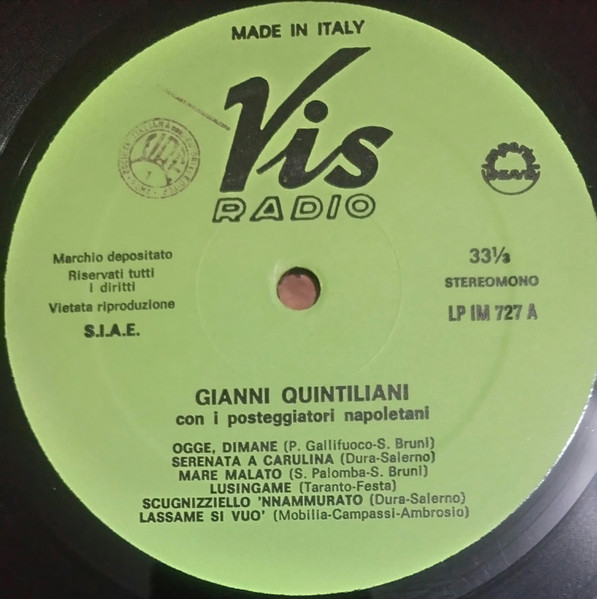 MADE IN ITALY
Vis
RADIO
Marchio depositato
Riservati tutti
i diritti
Vietata riproduzione
S.I.A.E.
33⅓
STEREOMONO
LP IM 727 A
GIANNI QUINTILIANI
con i posteggiatori napoletani
OGGE, DIMANE (P. Gallifuoco-S. Bruni)
SERENATA A CARULINA (Dura-Salerno)
MARE MALATO (S. Palomba-S. Bruni)
LUSINGAME (Taranto-Festa)
SCUGNIZZIELLO 'NNAMMURATO (Dura-Salerno)
LASSAME SI VUO' (Mobilia-Campassi-Ambrosio)